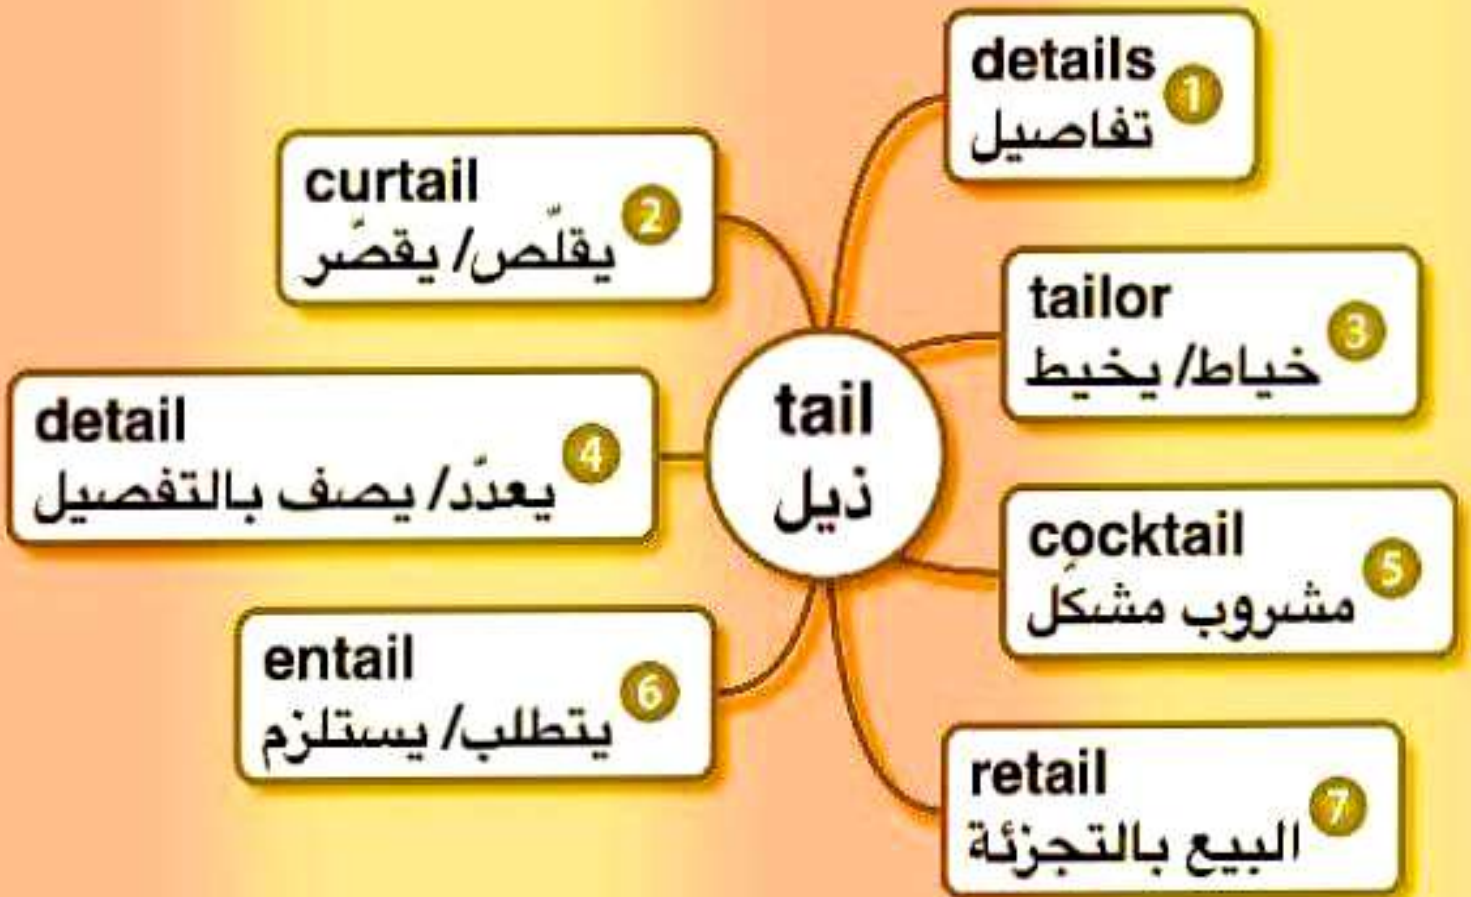 details
تفاصيل
1
curtail
يقلّص/ يقصّر
2
tailor
خياط/ يخيط
3
tail
ذيل
detail
يعدّد/ يصف بالتفصيل
4
cocktail
مشروب مشكّل
5
entail
يتطلب/ يستلزم
6
retail
البيع بالتجزئة
7